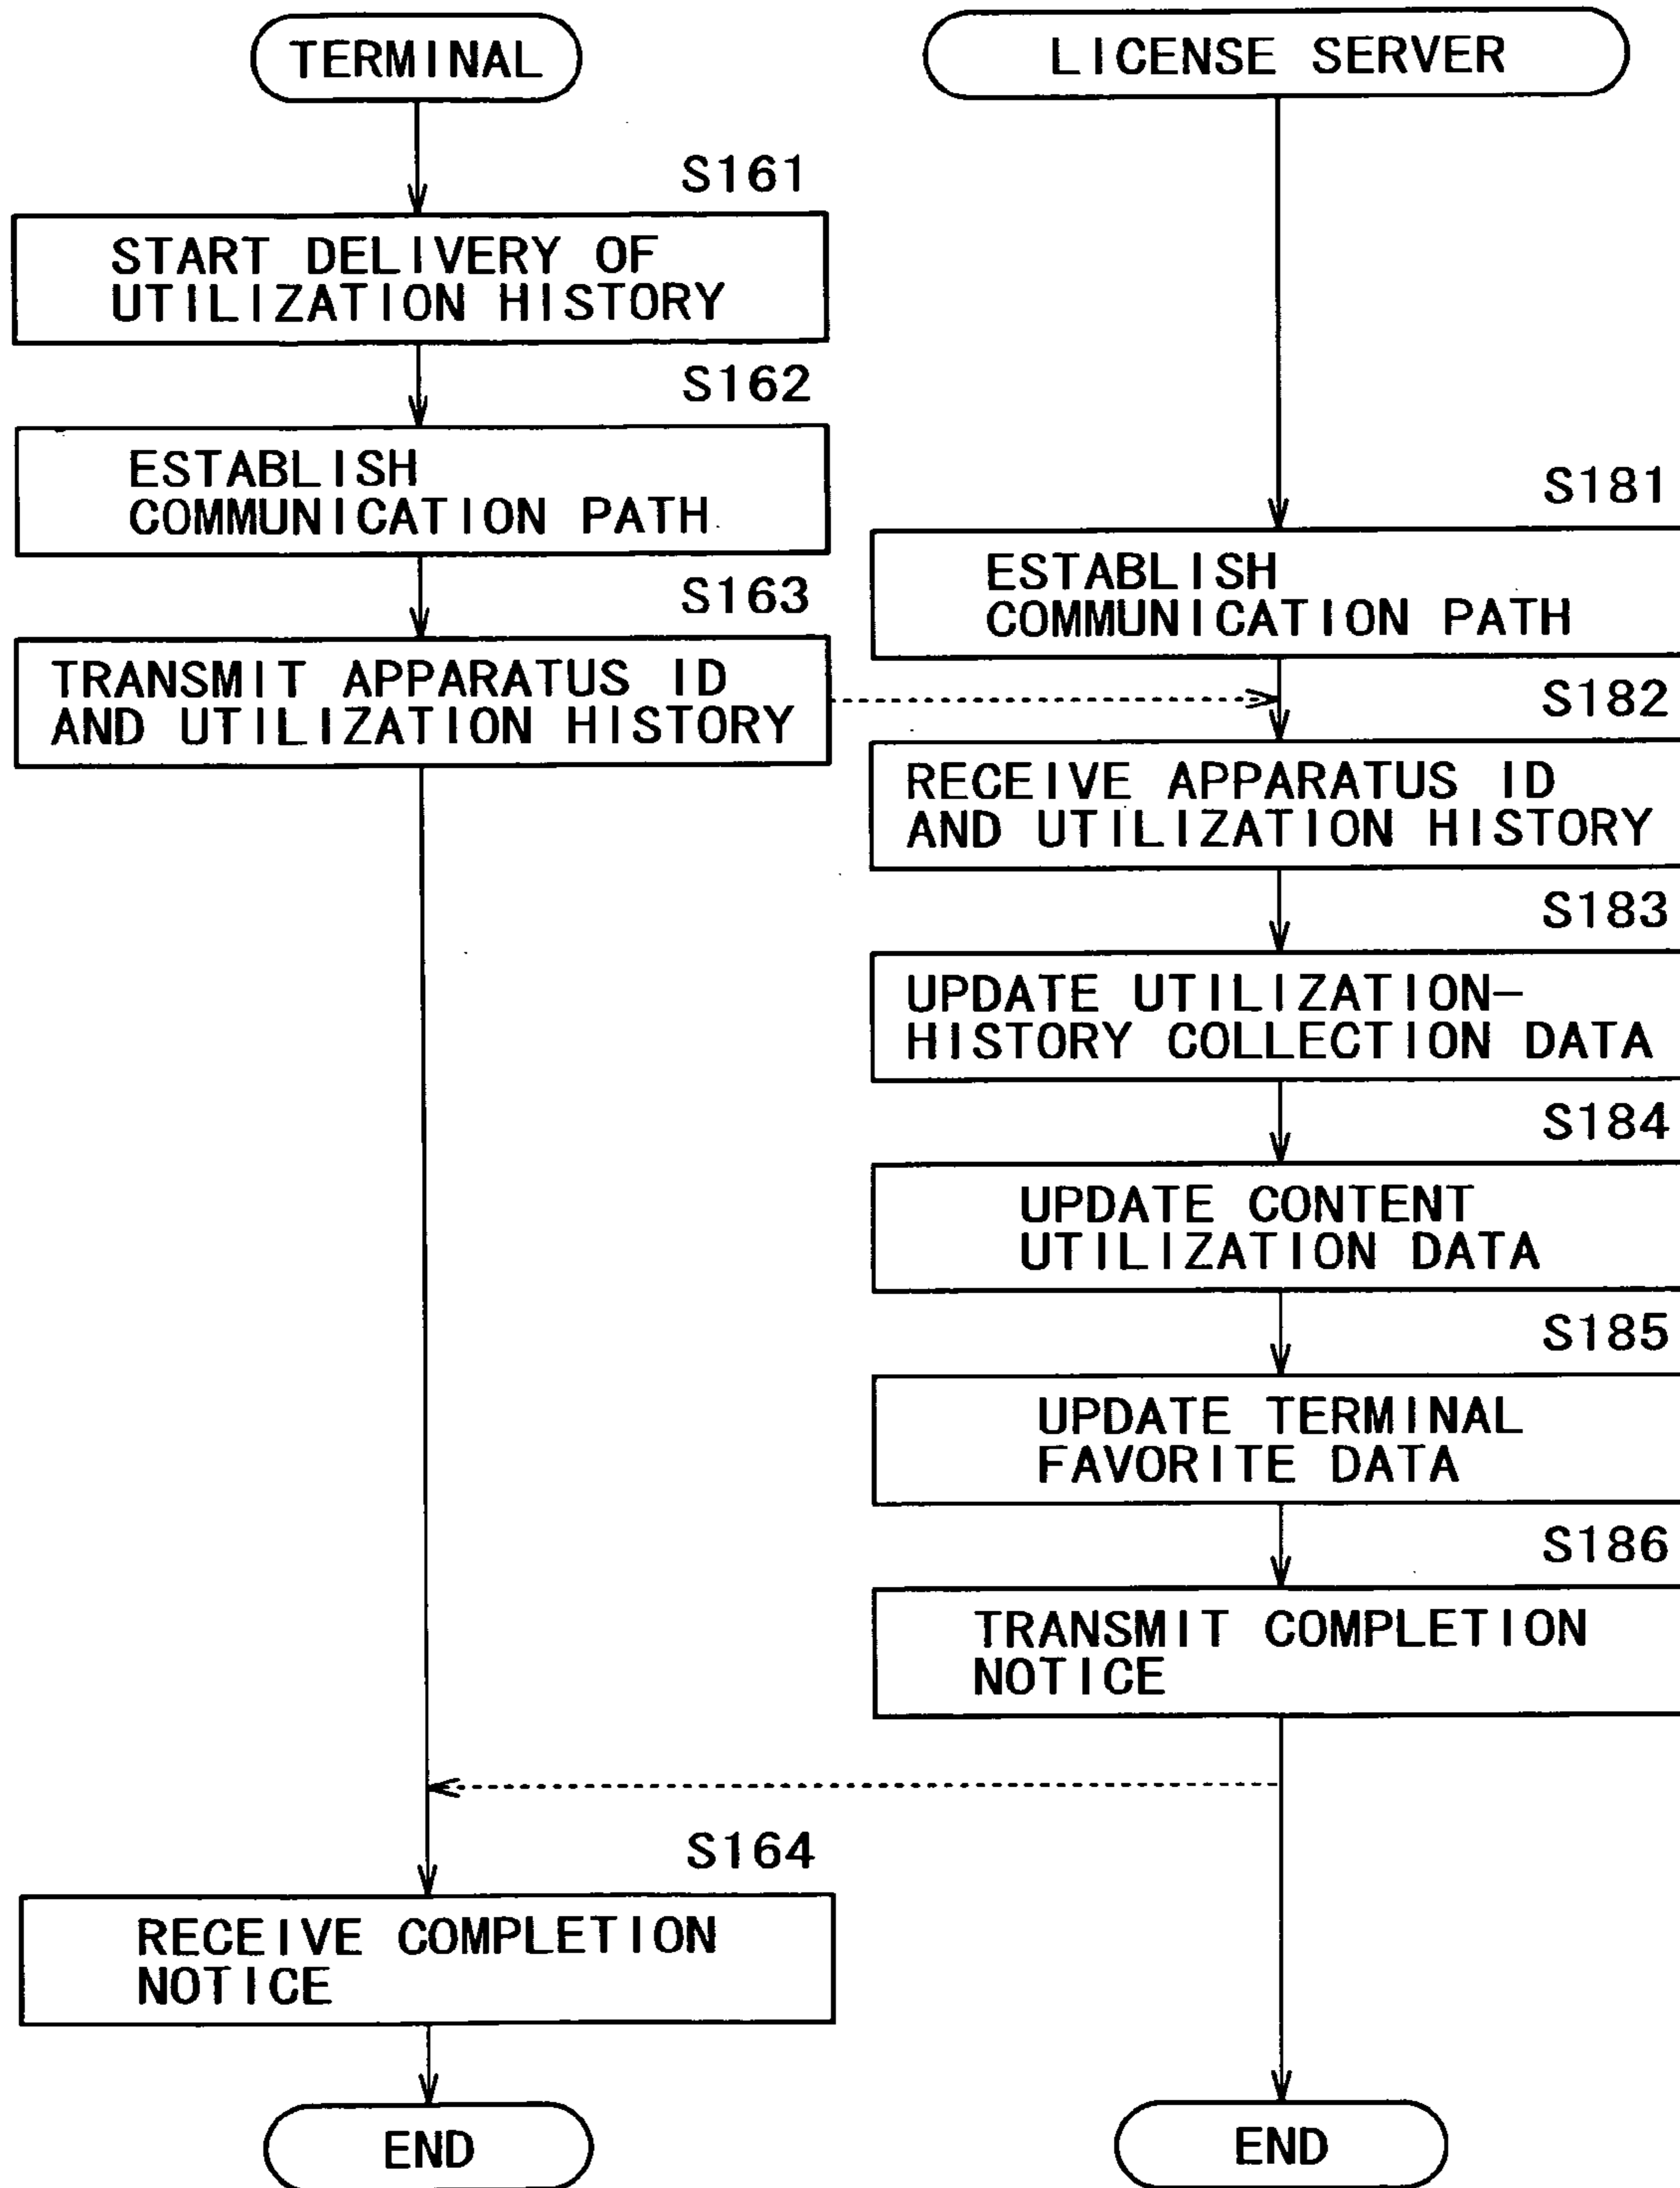 TERMINAL
S161
START DELIVERY OF
UTILIZATION HISTORY
S162
ESTABLISH
COMMUNICATION PATH
S163
TRANSMIT APPARATUS ID
AND UTILIZATION HISTORY
S164
RECEIVE COMPLETION
NOTICE
END
LICENSE SERVER
S181
ESTABLISH
COMMUNICATION PATH
S182
RECEIVE APPARATUS ID
AND UTILIZATION HISTORY
S183
UPDATE UTILIZATION-
HISTORY COLLECTION DATA
S184
UPDATE CONTENT
UTILIZATION DATA
S185
UPDATE TERMINAL
FAVORITE DATA
S186
TRANSMIT COMPLETION
NOTICE
END